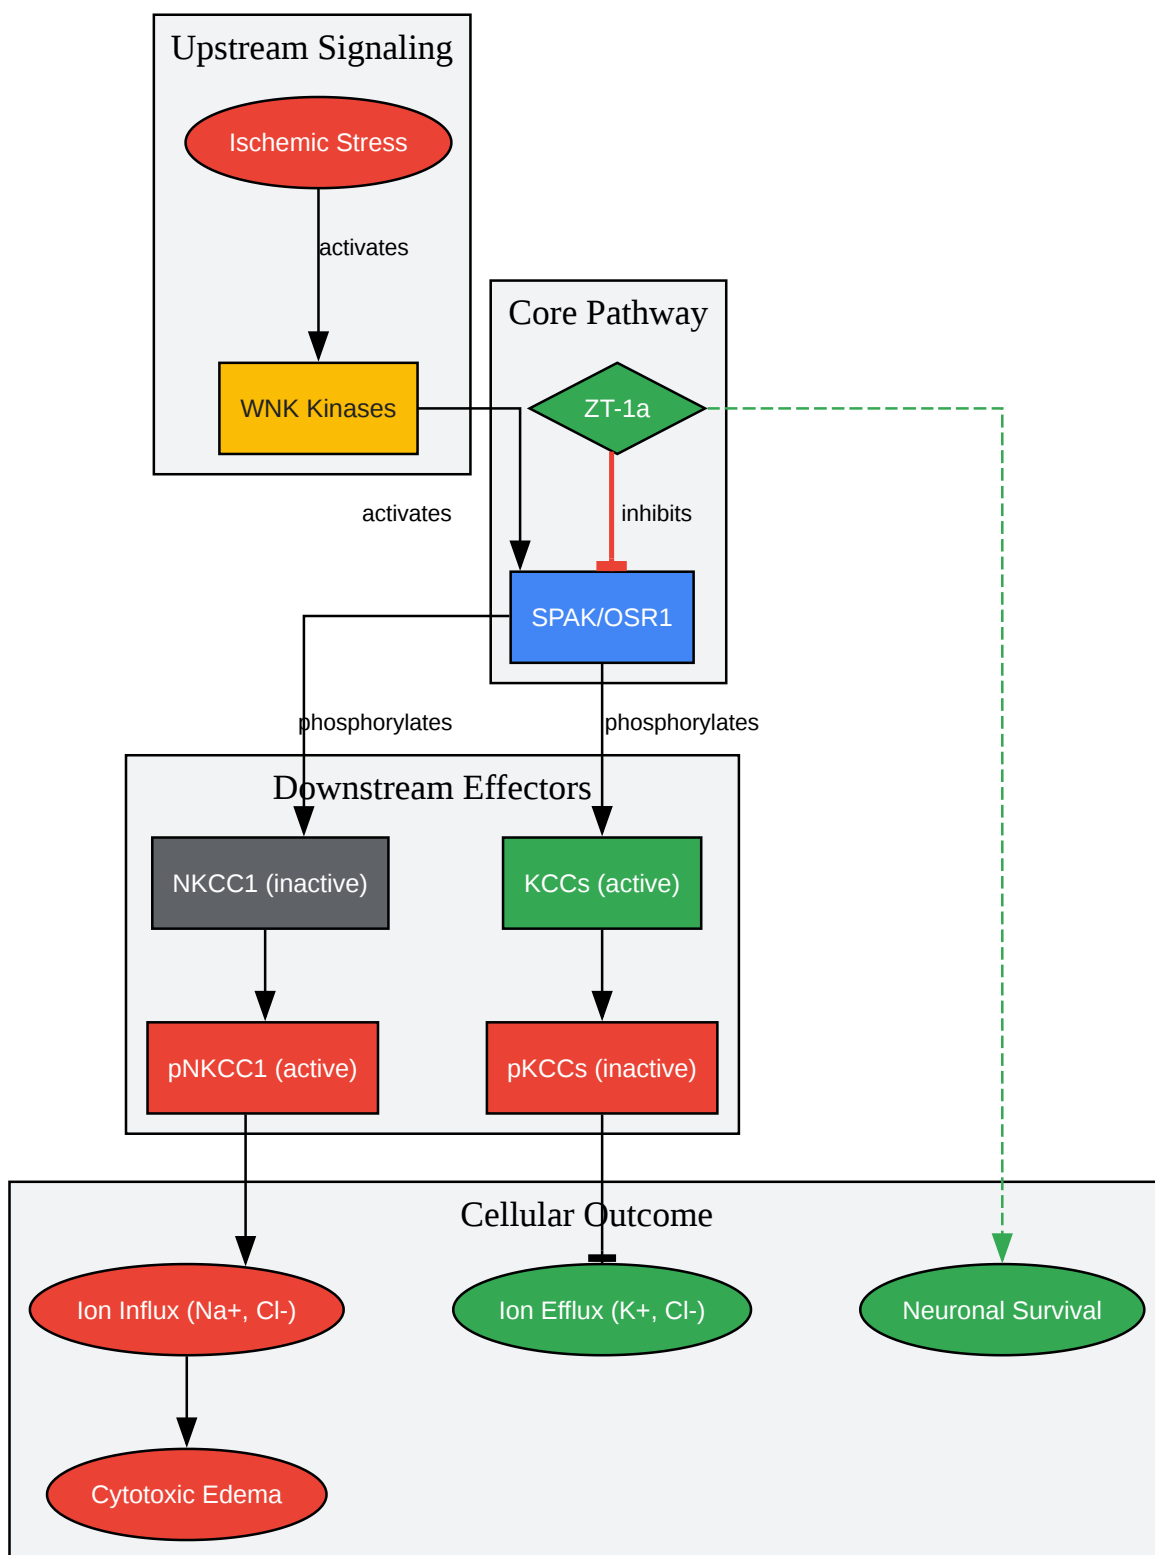 Upstream Signaling
Ischemic Stress
activates
Core Pathway
WNK Kinases
ZT-1a
activates
inhibits
SPAK/OSR1
phosphorylates
phosphorylates
Downstream Effectors
NKCC1 (inactive)
KCCs (active)
pNKCC1 (active)
pKCCs (inactive)
Cellular Outcome
Ion Influx (Na+, Cl-)
Ion Efflux (K+, Cl-)
Neuronal Survival
Cytotoxic Edema